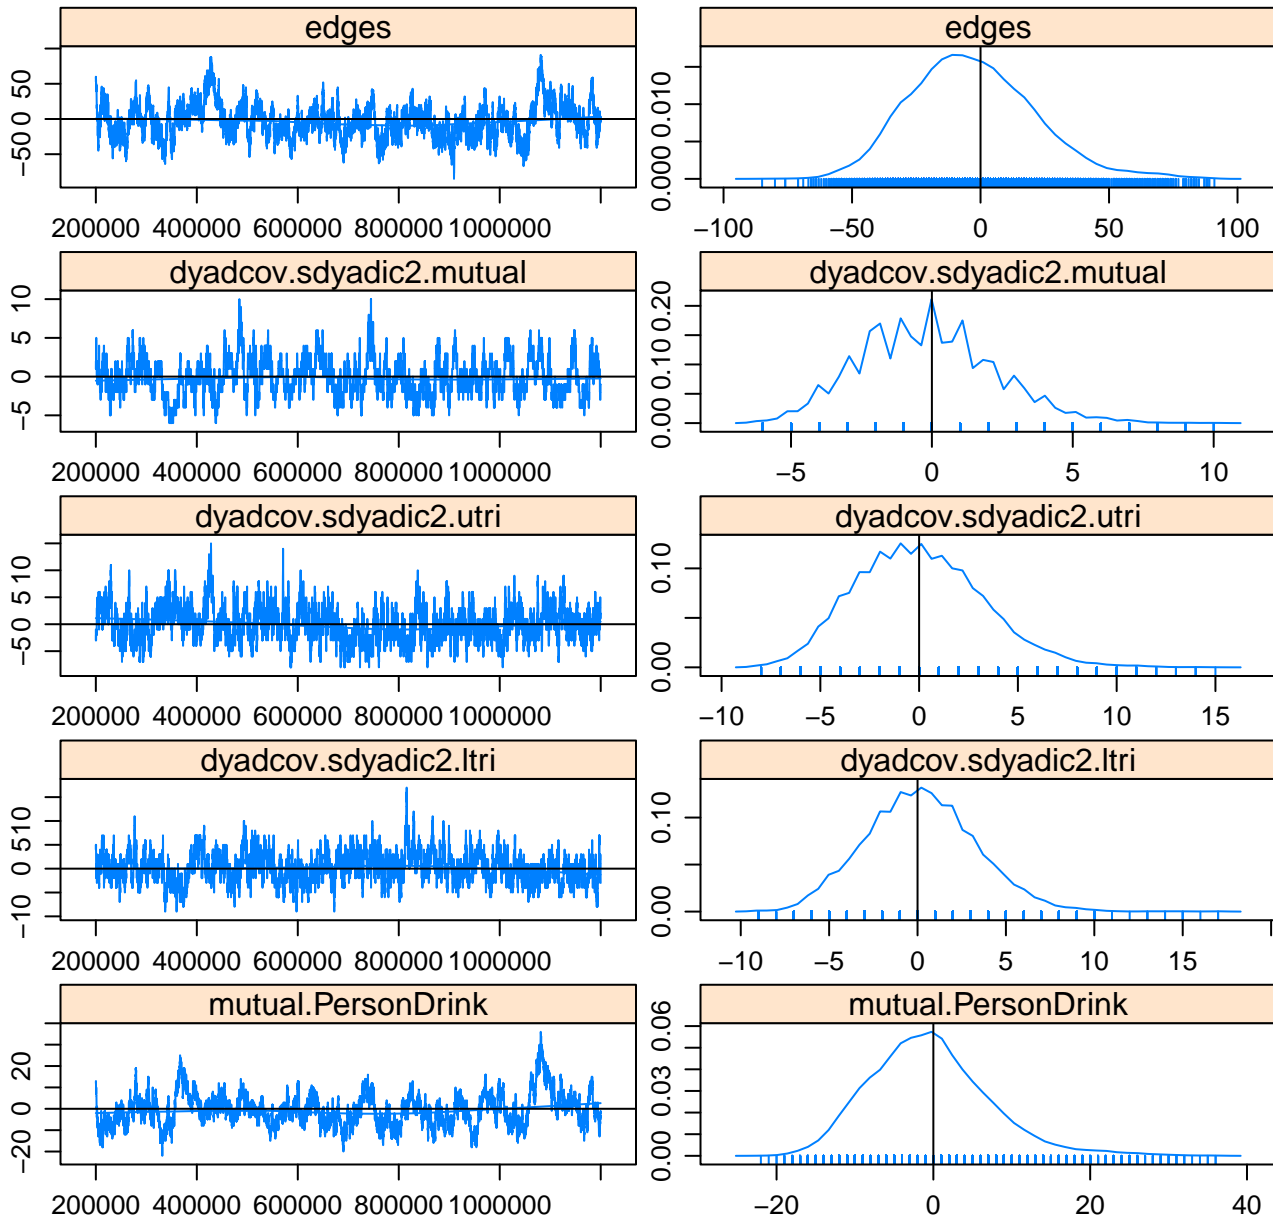 edges
50
0
−50
200000 400000 600000 800000 1000000
edges
0.000 0.010
−100 −50 0 50 100
dyadcov.sdyadic2.mutual
10
5
0
−5
200000 400000 600000 800000 1000000
dyadcov.sdyadic2.mutual
0.00 0.10 0.20
−5 0 5 10
dyadcov.sdyadic2.utri
10
5
0
−5
200000 400000 600000 800000 1000000
dyadcov.sdyadic2.utri
0.00 0.10
−10 −5 0 5 10 15
dyadcov.sdyadic2.ltri
10
5
0
−10
200000 400000 600000 800000 1000000
dyadcov.sdyadic2.ltri
0.00 0.10
−10 −5 0 5 10 15
mutual.PersonDrink
20
0
−20
200000 400000 600000 800000 1000000
mutual.PersonDrink
0.00 0.03 0.06
−20 0 20 40